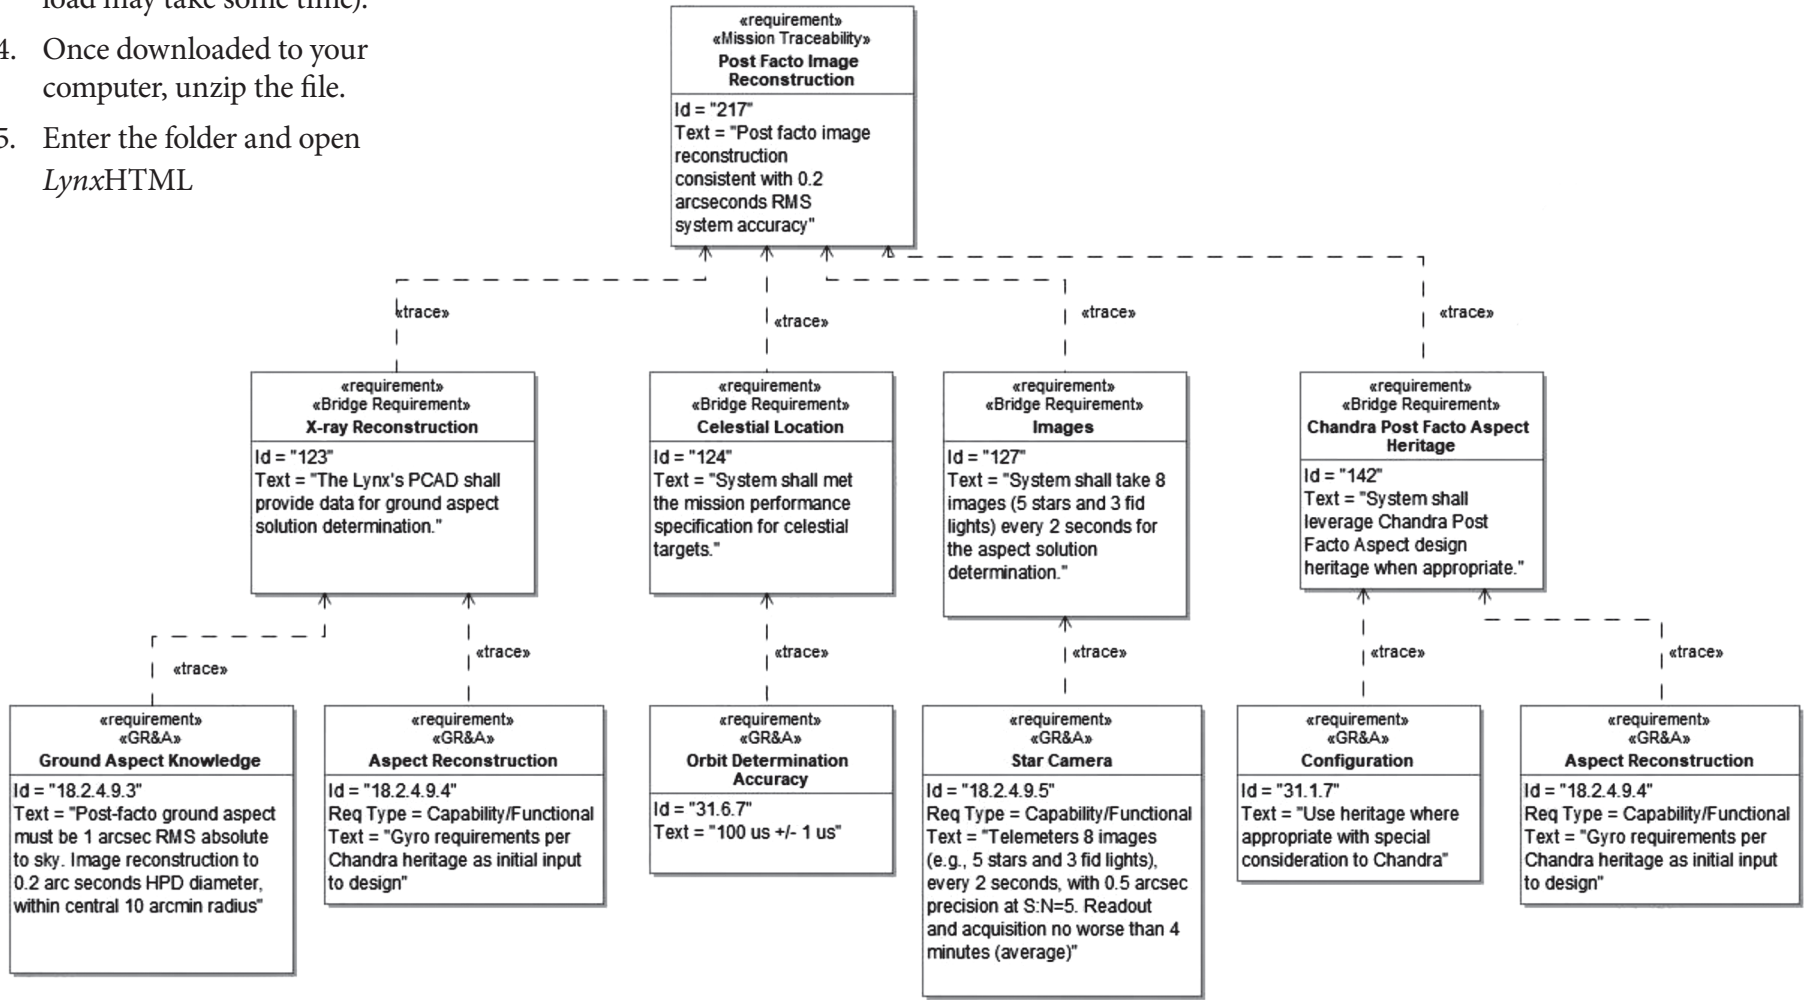 load may take some time).
4. Once downloaded to your
computer, unzip the file.
5. Enter the folder and open
LynxHTML
«requirement»
«Mission Traceability»
Post Facto Image
Reconstruction
Id = "217"
Text = "Post facto image
reconstruction
consistent with 0.2
arcseconds RMS
system accuracy"
«trace»
«trace»
«trace»
«trace»
«requirement»
«Bridge Requirement»
X-ray Reconstruction
Id = "123"
Text = "The Lynx's PCAD shall
provide data for ground aspect
solution determination."
«requirement»
«Bridge Requirement»
Celestial Location
Id = "124"
Text = "System shall met
the mission performance
specification for celestial
targets."
«requirement»
«Bridge Requirement»
Images
Id = "127"
Text = "System shall take 8
images (5 stars and 3 fid
lights) every 2 seconds for
the aspect solution
determination."
«requirement»
«Bridge Requirement»
Chandra Post Facto Aspect
Heritage
Id = "142"
Text = "System shall
leverage Chandra Post
Facto Aspect design
heritage when appropriate."
«trace»
«trace»
«trace»
«trace»
«trace»
«trace»
«requirement»
«GR&A»
Ground Aspect Knowledge
Id = "18.2.4.9.3"
Text = "Post-facto ground aspect
must be 1 arcsec RMS absolute
to sky. Image reconstruction to
0.2 arc seconds HPD diameter,
within central 10 arcmin radius"
«requirement»
«GR&A»
Aspect Reconstruction
Id = "18.2.4.9.4"
Req Type = Capability/Functional
Text = "Gyro requirements per
Chandra heritage as initial input
to design"
«requirement»
«GR&A»
Orbit Determination
Accuracy
Id = "31.6.7"
Text = "100 us +/- 1 us"
«requirement»
«GR&A»
Star Camera
Id = "18.2.4.9.5"
Req Type = Capability/Functional
Text = "Telemeters 8 images
(e.g., 5 stars and 3 fid lights),
every 2 seconds, with 0.5 arcsec
precision at S:N=5. Readout
and acquisition no worse than 4
minutes (average)"
«requirement»
«GR&A»
Configuration
Id = "31.1.7"
Text = "Use heritage where
appropriate with special
consideration to Chandra"
«requirement»
«GR&A»
Aspect Reconstruction
Id = "18.2.4.9.4"
Req Type = Capability/Functional
Text = "Gyro requirements per
Chandra heritage as initial input
to design"